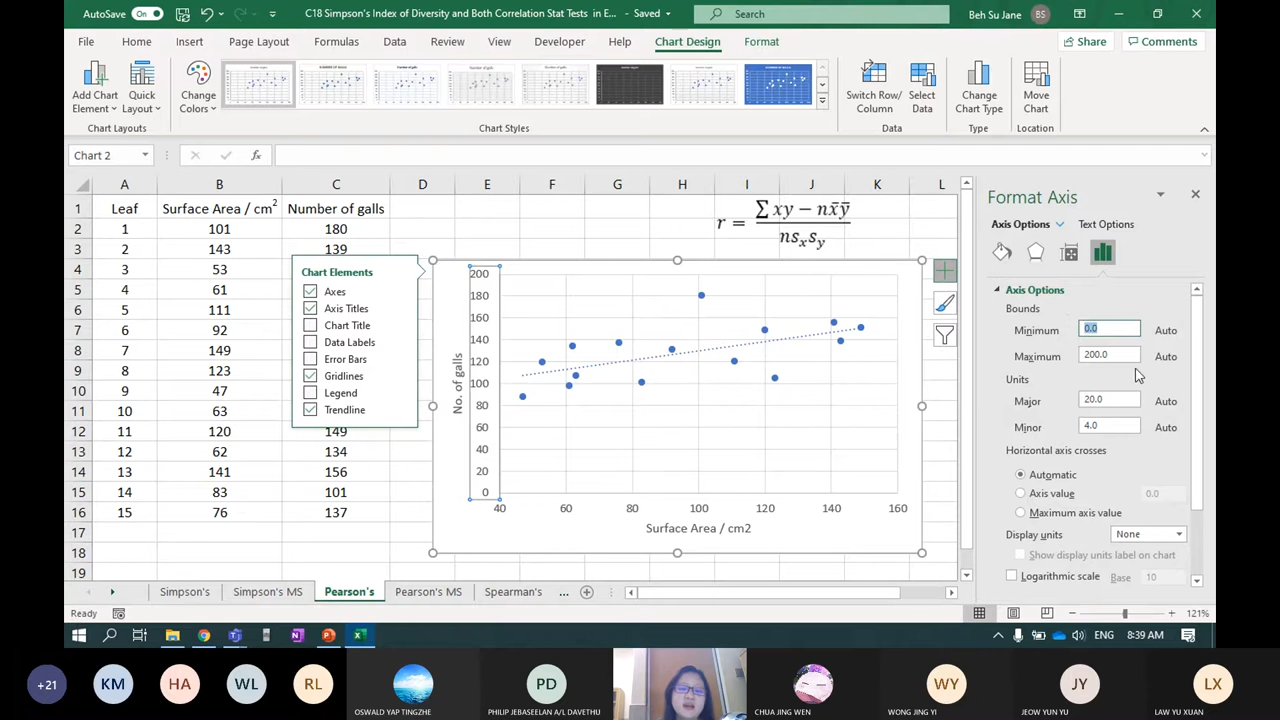 AutoSave On C18 Simpson's Index of Diversity and Both Correlation Stat Tests in E... - Saved Search Beh Su Jane BS
File Home Insert Page Layout Formulas Data Review View Developer Help Chart Design Format Share Comments
Add Chart Element Quick Layout Change Colors Switch Row/Column Select Data Change Chart Type Move Chart
Chart Layouts Chart Styles Data Type Location
Chart 2 fx
A B C D E F G H I J K L
1 Leaf Surface Area / cm² Number of galls
2 1 101 180
3 2 143 139
4 3 53
5 4 61
6 5 111
7 6 92
8 7 149
9 8 123
10 9 47
11 10 63
12 11 120 149
13 12 62 134
14 13 141 156
15 14 83 101
16 15 76 137
17
18
19
r = ∑ xy − nx̄ȳ / nsₓsᵧ
Chart Elements
Axes
Axis Titles
Chart Title
Data Labels
Error Bars
Gridlines
Legend
Trendline
No. of galls
200
180
160
140
120
100
80
60
40
20
0
40 60 80 100 120 140 160
Surface Area / cm2
Format Axis
Axis Options Text Options
Axis Options
Bounds
Minimum 0.0 Auto
Maximum 200.0 Auto
Units
Major 20.0 Auto
Minor 4.0 Auto
Horizontal axis crosses
Automatic
Axis value 0.0
Maximum axis value
Display units None
Show display units label on chart
Logarithmic scale Base 10
Simpson's Simpson's MS Pearson's Pearson's MS Spearman's ...
Ready 121%
ENG 8:39 AM
+21 KM HA WL RL PD WY JY LX
OSWALD YAP TINGZHE PHILIP JEBASEELAN A/L DAVETHU CHUA JING WEN WONG JING YI JEOW YUN YU LAW YU XUAN